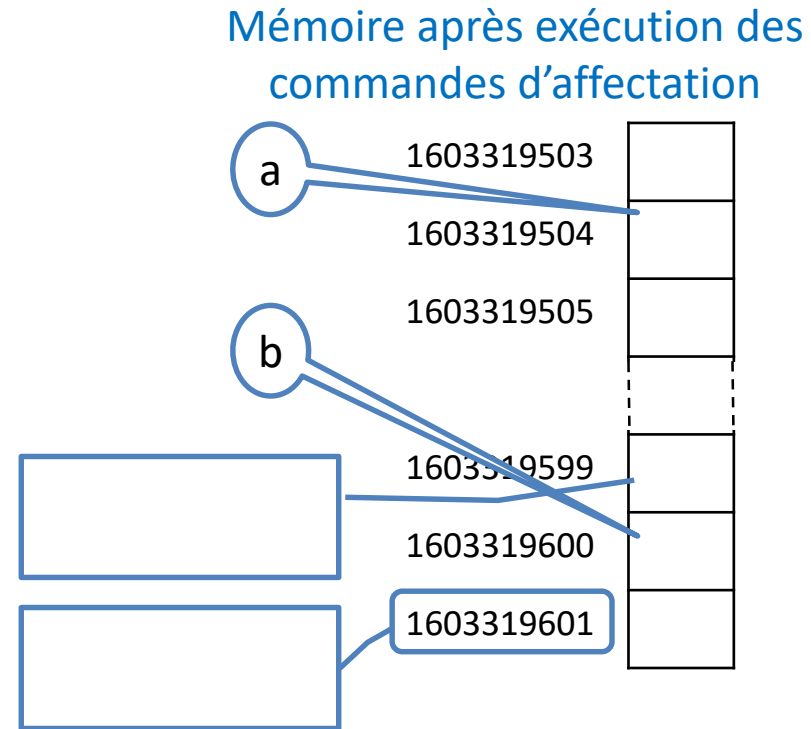 Mémoire après exécution des
commandes d’affectation
a
1603319503
1603319504
1603319505
b
1603319599
1603319600
1603319601